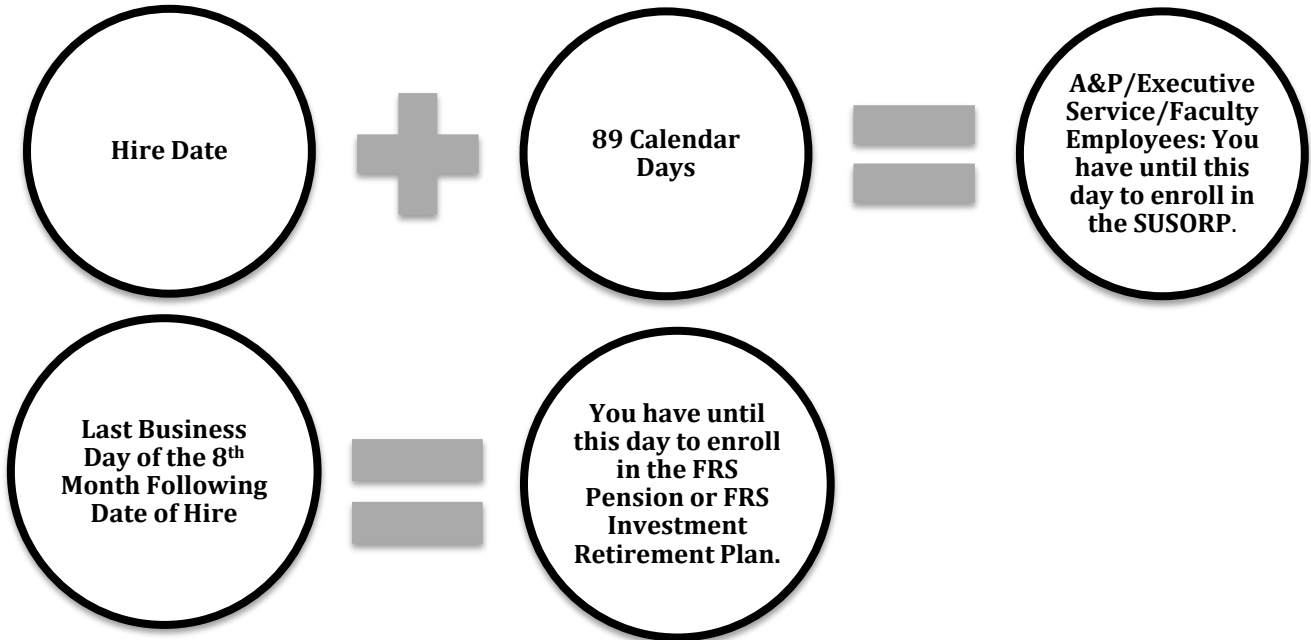 Hire Date
89 Calendar
Days
A&P/Executive
Service/Faculty
Employees: You
have until this
day to enroll in
the SUSORP.
Last Business
Day of the 8th
Month Following
Date of Hire
You have until
this day to enroll
in the FRS
Pension or FRS
Investment
Retirement Plan.